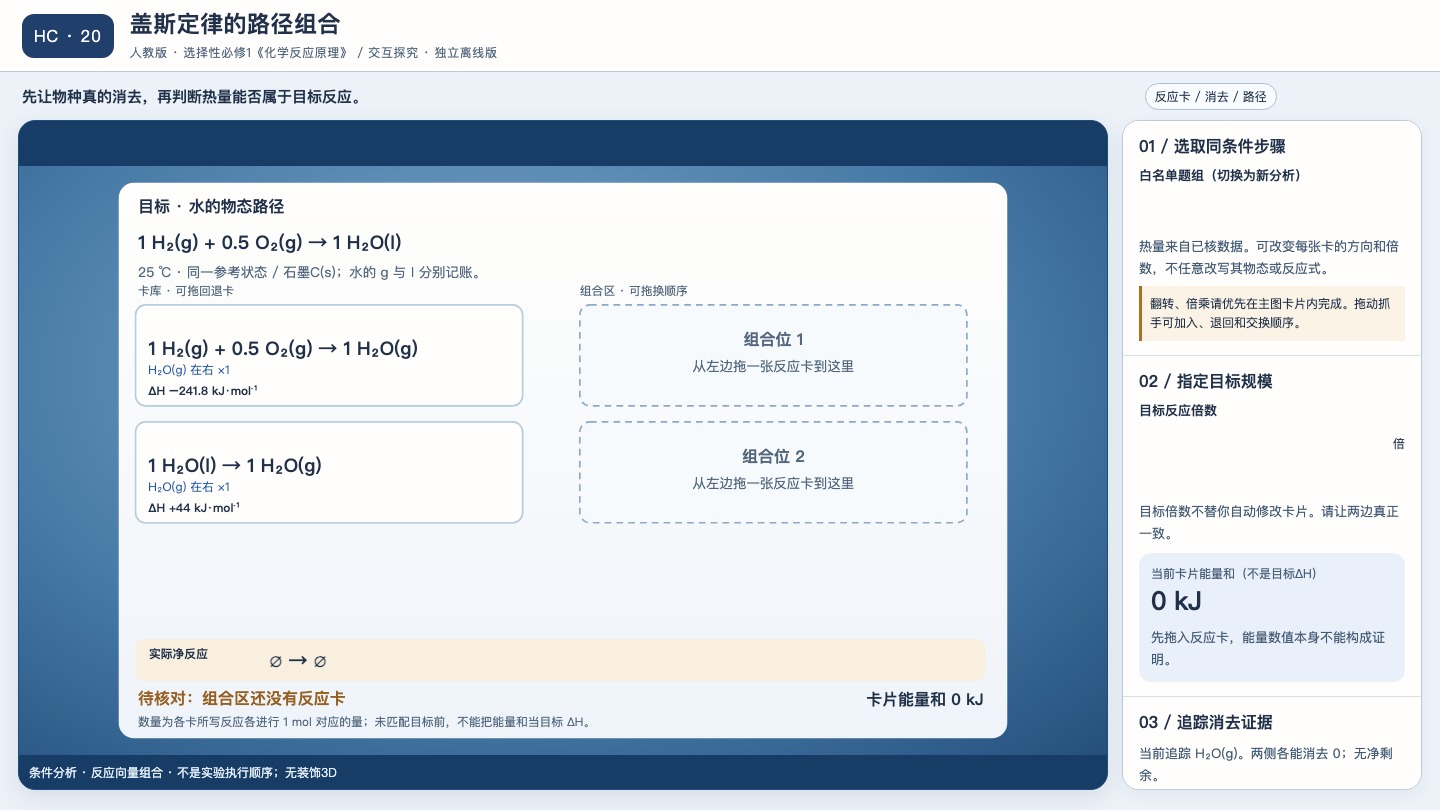 HC · 20
盖斯定律的路径组合
人教版 · 选择性必修1《化学反应原理》 / 交互探究 · 独立离线版
先让物种真的消去，再判断热量能否属于目标反应。
反应卡 / 消去 / 路径
目标 · 水的物态路径
1 H₂(g) + 0.5 O₂(g) → 1 H₂O(l)
25 ℃ · 同一参考状态 / 石墨C(s)；水的 g 与 l 分别记账。
卡库 · 可拖回退卡
1 H₂(g) + 0.5 O₂(g) → 1 H₂O(g)
H₂O(g) 在右 ×1
ΔH −241.8 kJ·mol⁻¹
1 H₂O(l) → 1 H₂O(g)
H₂O(g) 在右 ×1
ΔH +44 kJ·mol⁻¹
组合区 · 可拖换顺序
组合位 1
从左边拖一张反应卡到这里
组合位 2
从左边拖一张反应卡到这里
实际净反应
∅ → ∅
待核对：组合区还没有反应卡
卡片能量和 0 kJ
数量为各卡所写反应各进行 1 mol 对应的量；未匹配目标前，不能把能量和当目标 ΔH。
条件分析 · 反应向量组合 · 不是实验执行顺序；无装饰3D
01 / 选取同条件步骤
白名单题组（切换为新分析）
热量来自已核数据。可改变每张卡的方向和倍
数，不任意改写其物态或反应式。
翻转、倍乘请优先在主图卡片内完成。拖动抓
手可加入、退回和交换顺序。
02 / 指定目标规模
目标反应倍数
倍
目标倍数不替你自动修改卡片。请让两边真正
一致。
当前卡片能量和（不是目标ΔH）
0 kJ
先拖入反应卡，能量数值本身不能构成证
明。
03 / 追踪消去证据
当前追踪 H₂O(g)。两侧各能消去 0；无净剩
余。